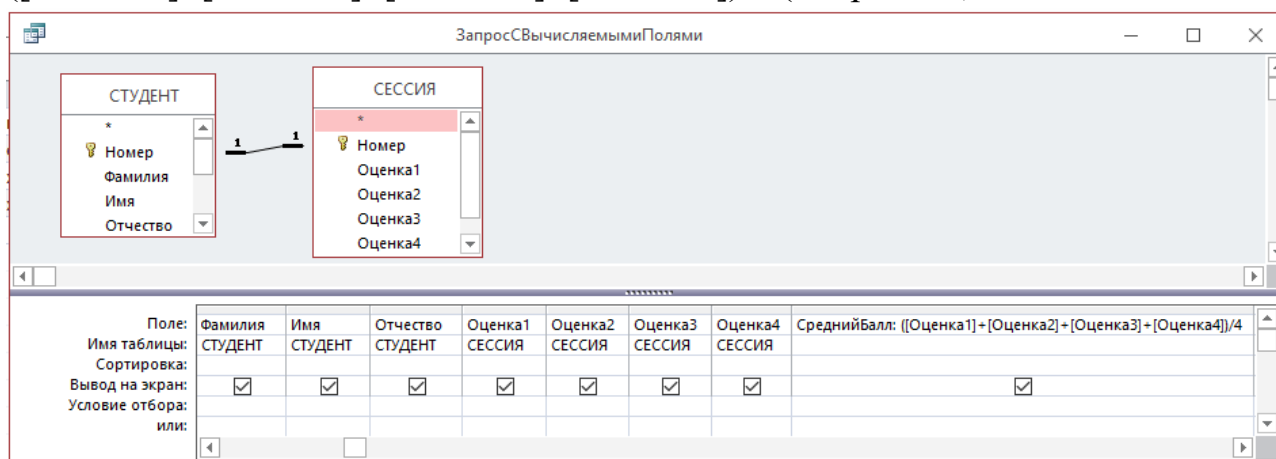 ЗапросСВычисляемымиПолями
СТУДЕНТ
*
Номер
Фамилия
Имя
Отчество
1
1
СЕССИЯ
*
Номер
Оценка1
Оценка2
Оценка3
Оценка4
Поле: Фамилия Имя Отчество Оценка1 Оценка2 Оценка3 Оценка4 СреднийБалл: ([Оценка1]+[Оценка2]+[Оценка3]+[Оценка4])/4
Имя таблицы: СТУДЕНТ СТУДЕНТ СТУДЕНТ СЕССИЯ СЕССИЯ СЕССИЯ СЕССИЯ
Сортировка:
Вывод на экран:
Условие отбора:
или: